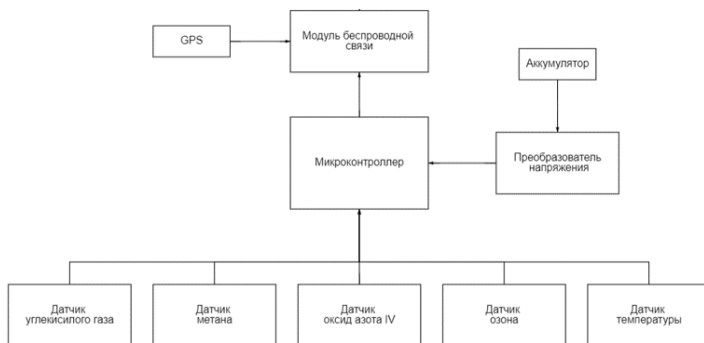 GPS
Модуль беспроводной
связи
Аккумулятор
Микроконтроллер
Преобразователь
напряжения
Датчик
углекисилого газа
Датчик
метана
Датчик
оксид азота IV
Датчик
озона
Датчик
температуры